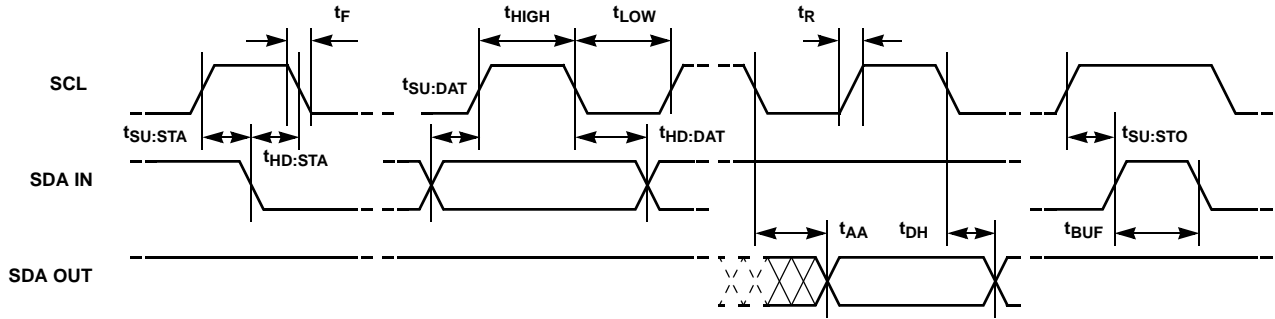 tF tHIGH tLOW tR
SCL
tSU:DAT
tSU:STA tHD:STA tHD:DAT tSU:STO
SDA IN
tAA tDH tBUF
SDA OUT